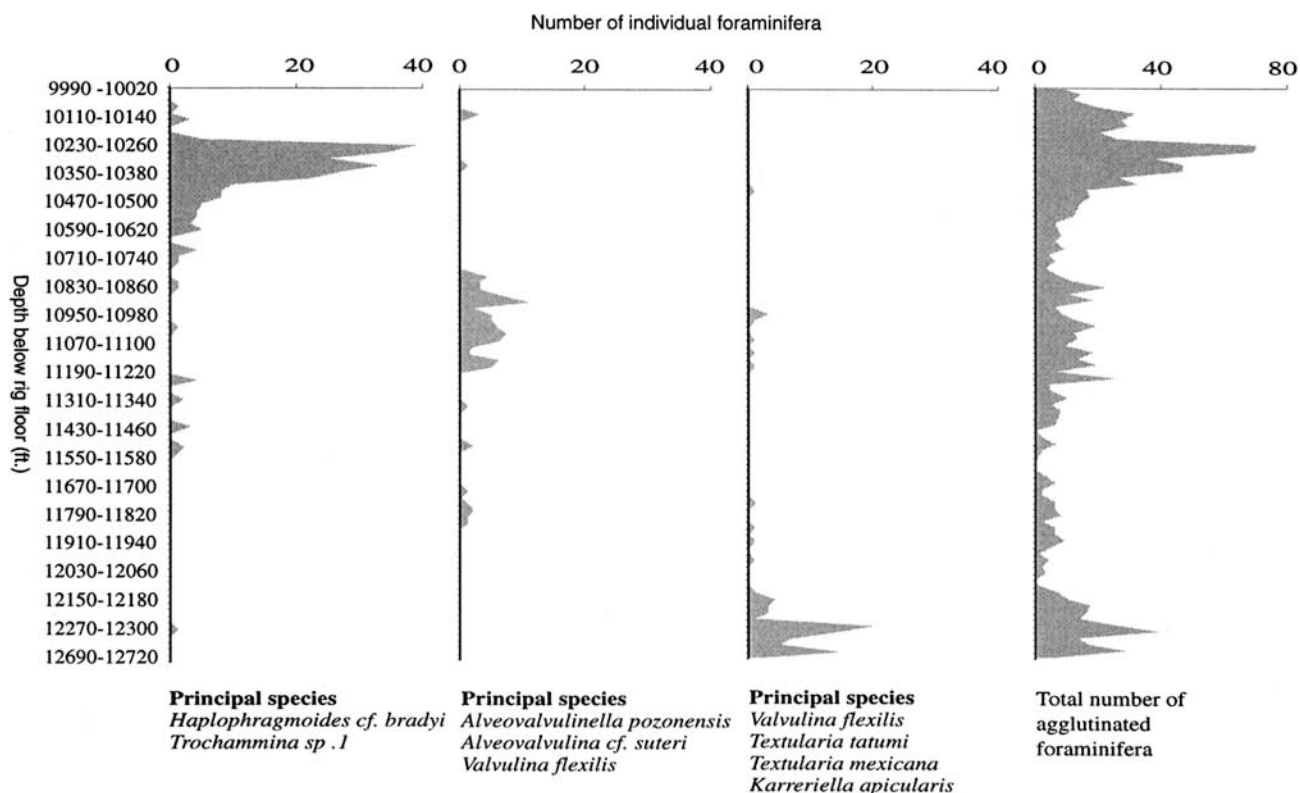 Number of individual foraminifera
0 20 40 0 20 40 0 20 40 0 40 80
Depth below rig floor (ft.)
9990 -10020
10110-10140
10230-10260
10350-10380
10470-10500
10590-10620
10710-10740
10830-10860
10950-10980
11070-11100
11190-11220
11310-11340
11430-11460
11550-11580
11670-11700
11790-11820
11910-11940
12030-12060
12150-12180
12270-12300
12690-12720
Principal species
Haplophragmoides cf. bradyi
Trochammina sp .1
Principal species
Alveovalvulinella pozonensis
Alveovalvulina cf. suteri
Valvulina flexilis
Principal species
Valvulina flexilis
Textularia tatumi
Textularia mexicana
Karreriella apicularis
Total number of
agglutinated
foraminifera